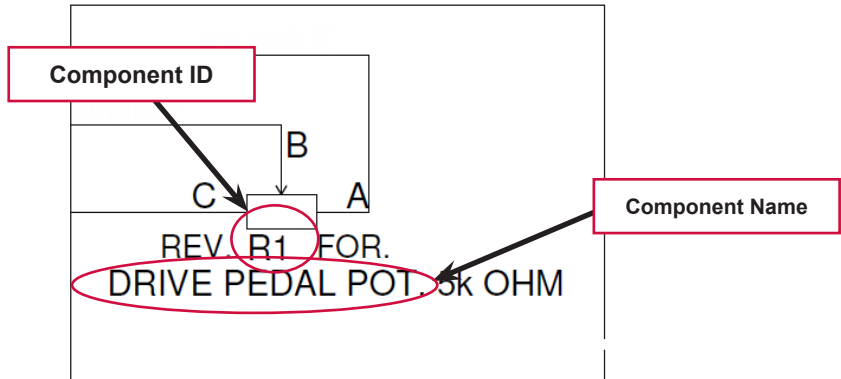 Component ID
B
C A
Component Name
REV. R1 FOR.
DRIVE PEDAL POT. 5k OHM